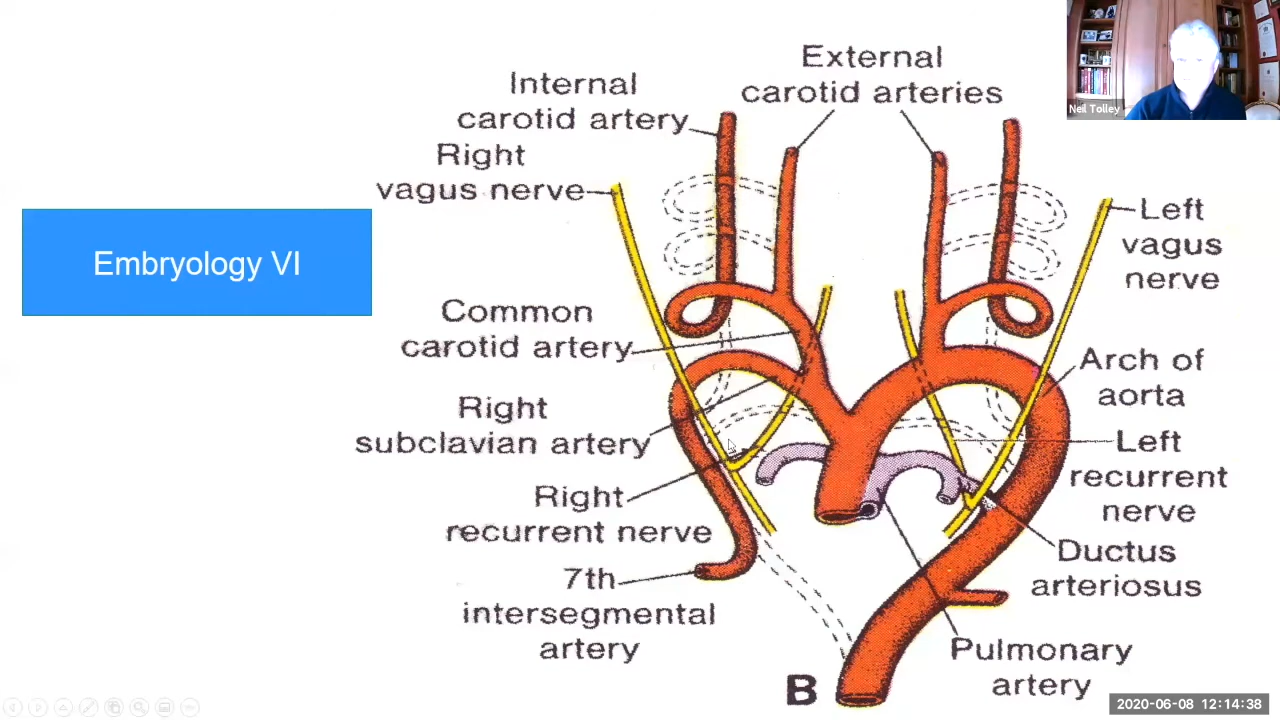 Embryology VI
Internal
carotid artery
External
carotid arteries
Neil Tolley
Right
vagus nerve
Left
vagus
nerve
Common
carotid artery
Arch of
aorta
Right
subclavian artery
Left
recurrent
nerve
Right
recurrent nerve
Ductus
arteriosus
7th
intersegmental
artery
Pulmonary
artery
B
2020-06-08 12:14:38